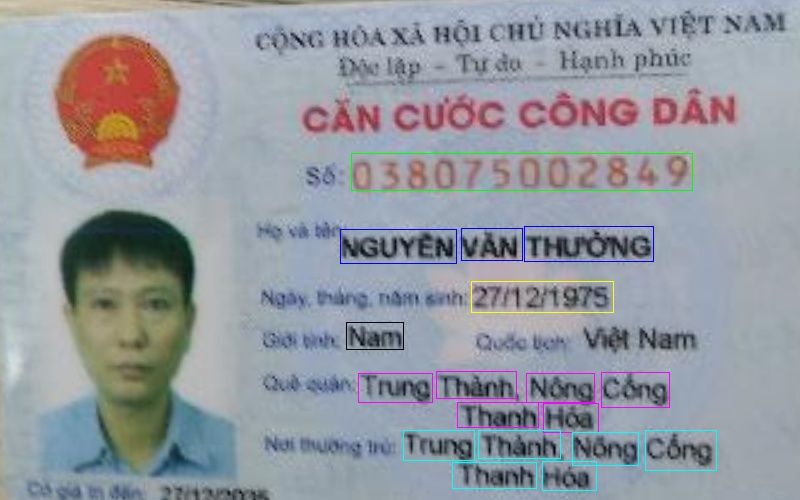 CỘNG HÒA XÃ HỘI CHỦ NGHĨA VIỆT NAM
Độc lập - Tự do - Hạnh phúc
CĂN CƯỚC CÔNG DÂN
Số: 038075002849
Họ và tên: NGUYỄN VĂN THƯỜNG
Ngày, tháng, năm sinh: 27/12/1975
Giới tính: Nam Quốc tịch: Việt Nam
Quê quán: Trung Thành, Nông Cống
Thanh Hóa
Nơi thường trú: Trung Thành, Nông Cống
Thanh Hóa
Có giá trị đến: 27/12/2035